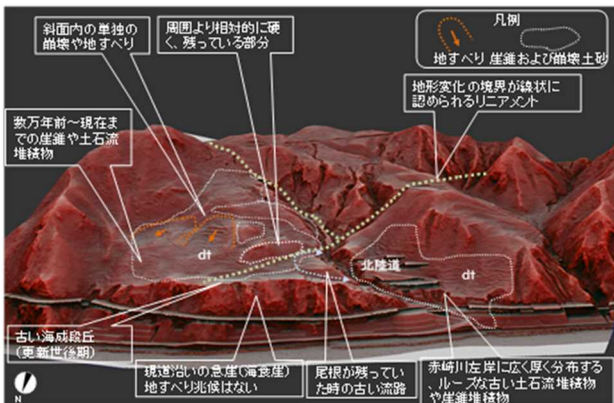 斜面内の単独の
崩壊や地すべり
周囲より相対的に硬
く、残っている部分
凡例
地すべり 崖錐および崩壊土砂
地形変化の境界が線状に
認められるリニアメント
数万年前～現在ま
での崖錐や土石流
堆積物
dt
北陸道
dt
古い海成段丘
(更新世後期)
現道沿いの急崖(海食崖)
地すべり兆候はない
尾根が残ってい
た時の古い流路
赤崎川左岸に広く厚く分布する
、ルーズな古い土石流堆積物
や崖錐堆積物
N